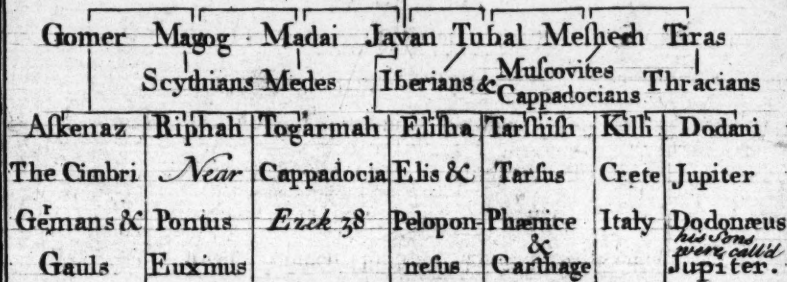 Gomer Magog Madai Javan Tubal Meſhech Tiras
Scythians Medes Iberians & Muſcovites Cappadocians Thracians
Aſkenaz Riphah Togarmah Eliſha Tarſhiſh Kitti Dodani
The Cimbri Near Cappadocia Elis & Tarſus Crete Jupiter
Germans & Pontus Ezek 38 Pelopon- Phænice Italy Dodonæus
Gauls Euxinus neſus & Carthage his Sons were call'd Jupiter.